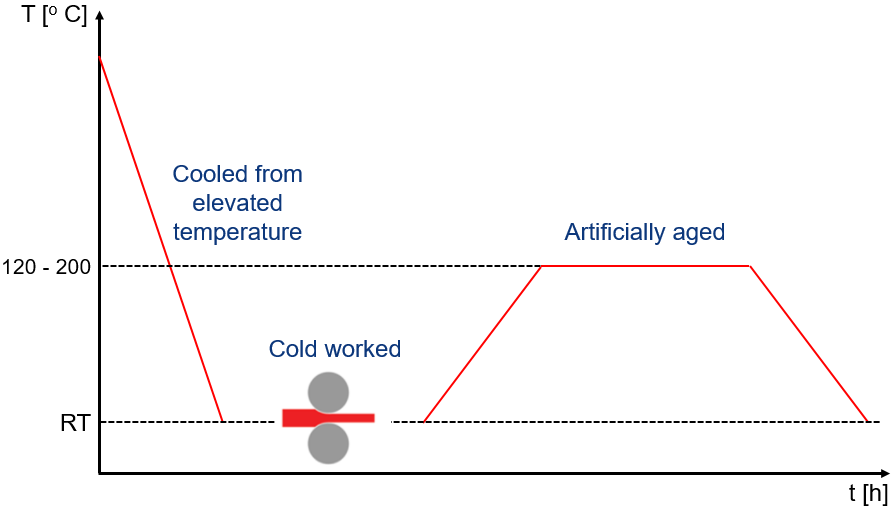 T [º C]
Cooled from
elevated
temperature
Artificially aged
120 - 200
Cold worked
RT
t [h]